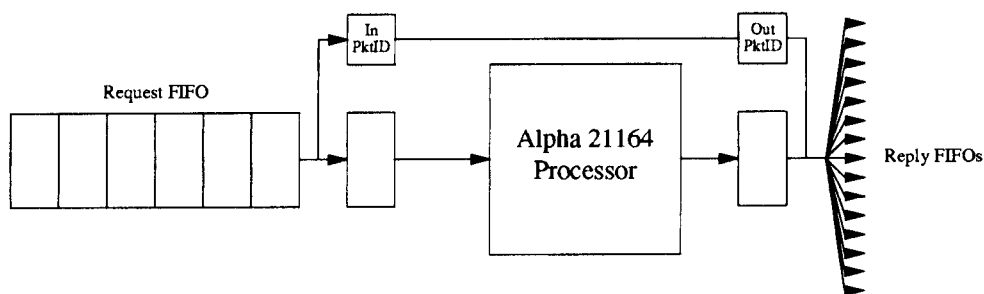 In
PktID
Out
PktID
Request FIFO
Alpha 21164
Processor
Reply FIFOs